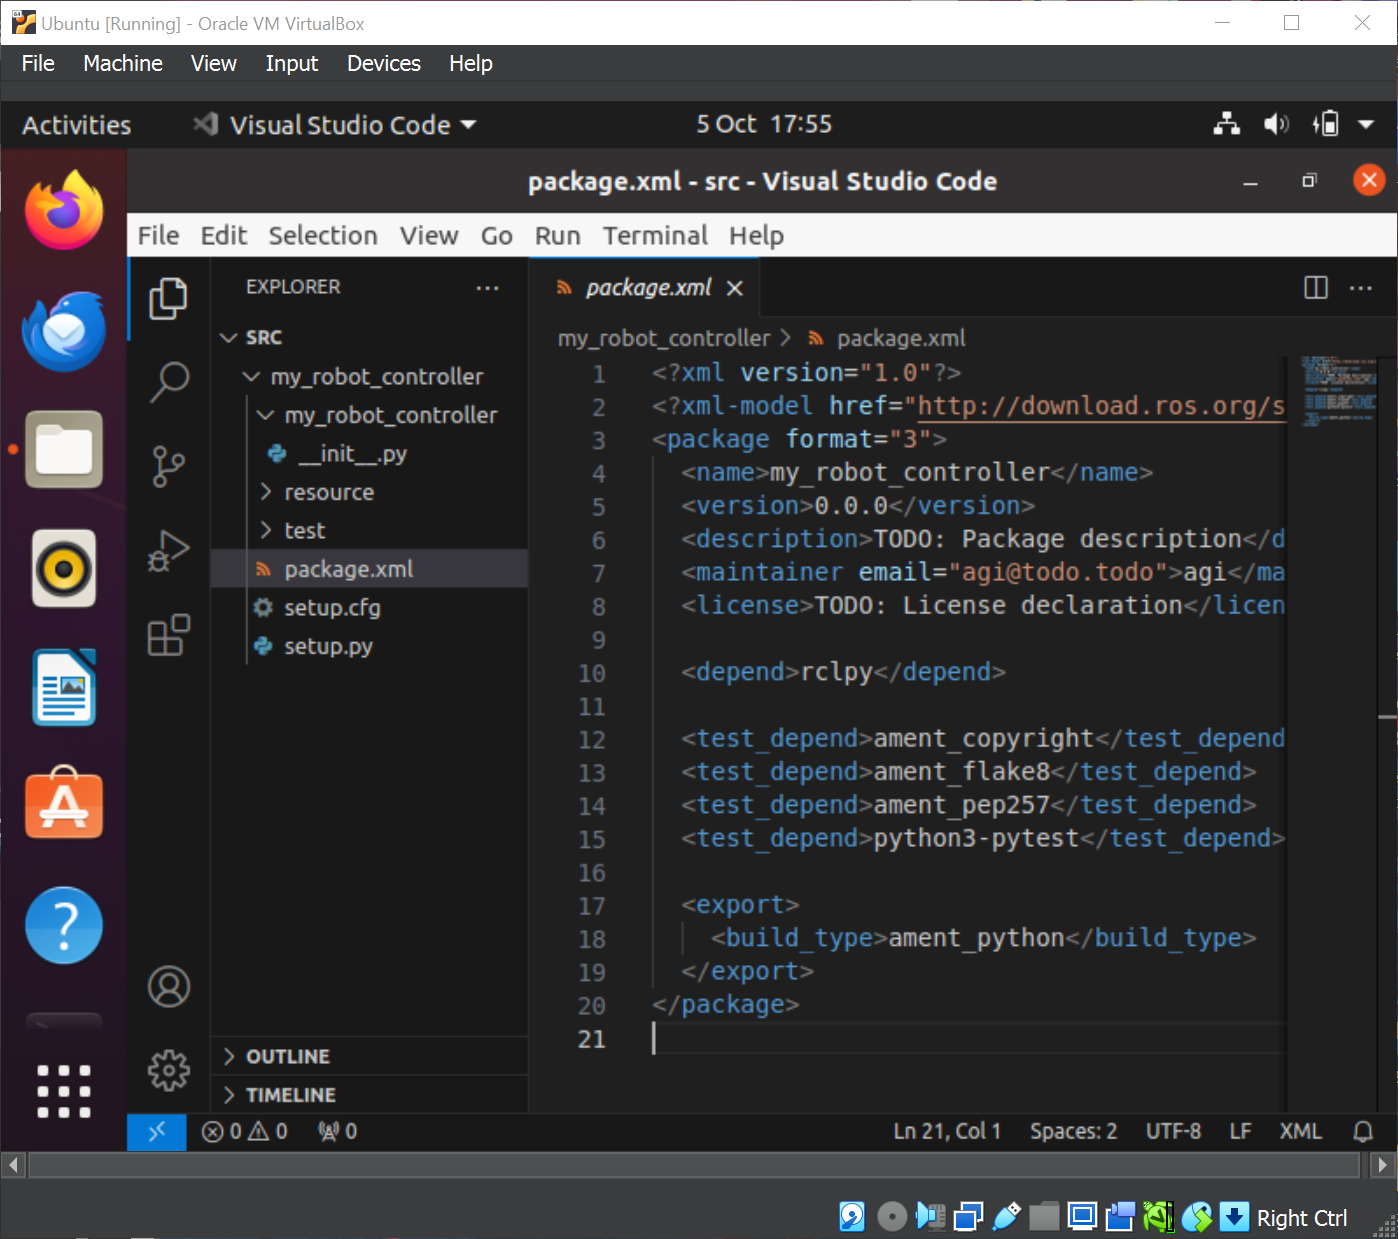 Ubuntu [Running] - Oracle VM VirtualBox
File Machine View Input Devices Help
Activities Visual Studio Code 5 Oct 17:55
package.xml - src - Visual Studio Code
File Edit Selection View Go Run Terminal Help
EXPLORER ···
package.xml
SRC
my_robot_controller
my_robot_controller
__init__.py
resource
test
package.xml
setup.cfg
setup.py
OUTLINE
TIMELINE
my_robot_controller > package.xml
1 <?xml version="1.0"?>
2 <?xml-model href="http://download.ros.org/s
3 <package format="3">
4 <name>my_robot_controller</name>
5 <version>0.0.0</version>
6 <description>TODO: Package description</d
7 <maintainer email="agi@todo.todo">agi</ma
8 <license>TODO: License declaration</licen
9
10 <depend>rclpy</depend>
11
12 <test_depend>ament_copyright</test_depend
13 <test_depend>ament_flake8</test_depend>
14 <test_depend>ament_pep257</test_depend>
15 <test_depend>python3-pytest</test_depend>
16
17 <export>
18 <build_type>ament_python</build_type>
19 </export>
20 </package>
21
0 0 0 Ln 21, Col 1 Spaces: 2 UTF-8 LF XML
Right Ctrl